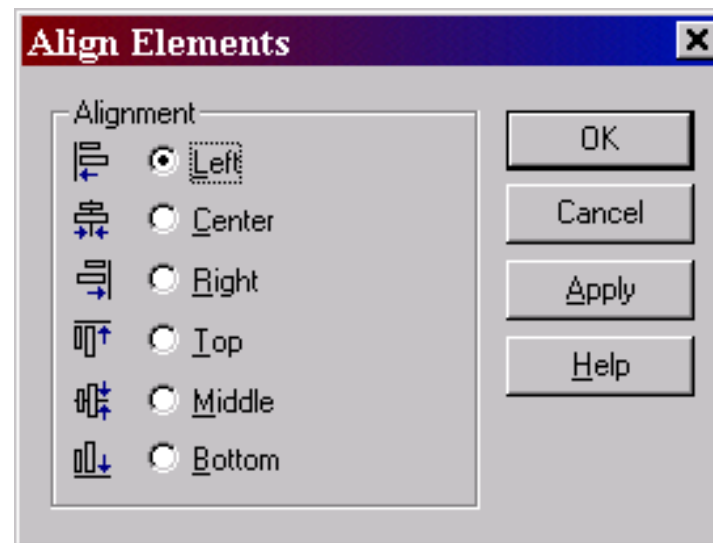 Align Elements
Alignment
Left
Center
Right
Top
Middle
Bottom
OK
Cancel
Apply
Help